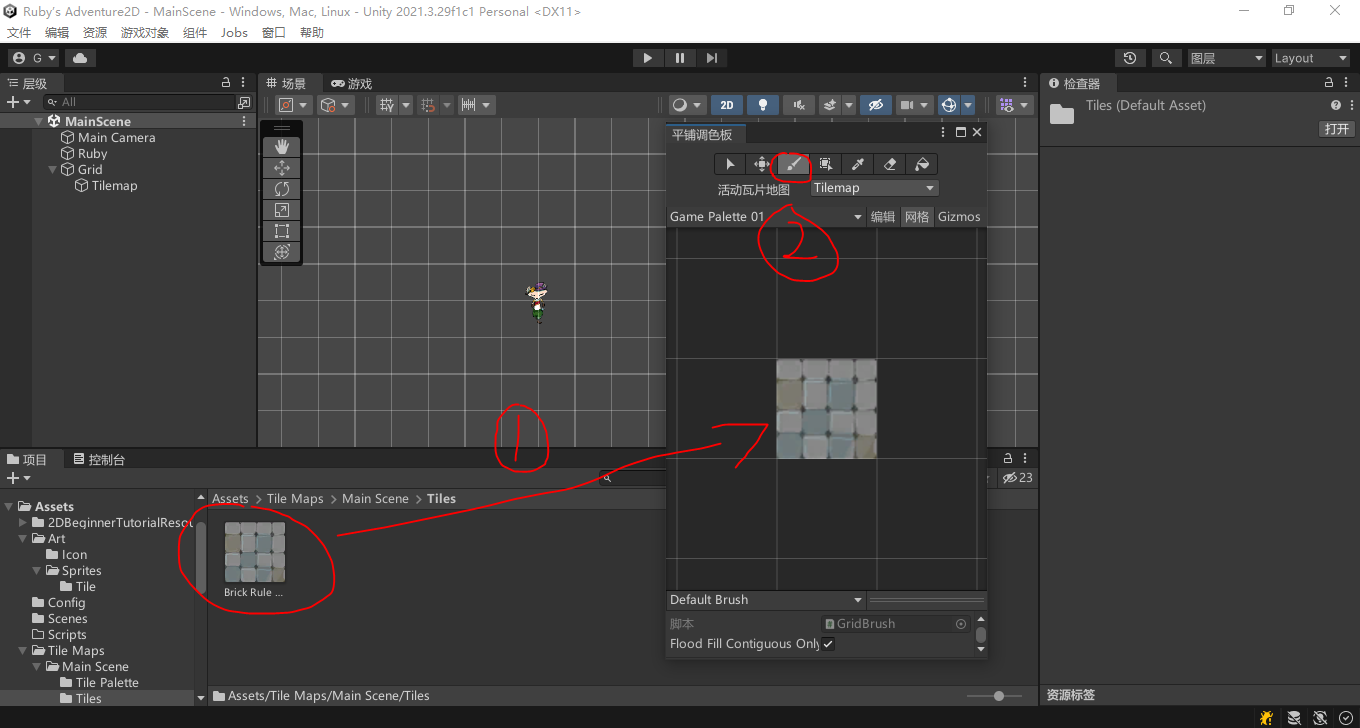 Ruby's Adventure2D - MainScene - Windows, Mac, Linux - Unity 2021.3.29f1c1 Personal <DX11>
文件 编辑 资源 游戏对象 组件 Jobs 窗口 帮助
G 图层 Layout
层级
All
MainScene
Main Camera
Ruby
Grid
Tilemap
场景 游戏
2D
平铺调色板
活动瓦片地图 Tilemap
Game Palette 01 编辑 网格 Gizmos
2
1
Default Brush
脚本 GridBrush
Flood Fill Contiguous Only
检查器
Tiles (Default Asset)
打开
资源标签
项目 控制台
23
Assets
2DBeginnerTutorialReso
Art
Icon
Sprites
Tile
Config
Scenes
Scripts
Tile Maps
Main Scene
Tile Palette
Tiles
Assets > Tile Maps > Main Scene > Tiles
Brick Rule ...
Assets/Tile Maps/Main Scene/Tiles